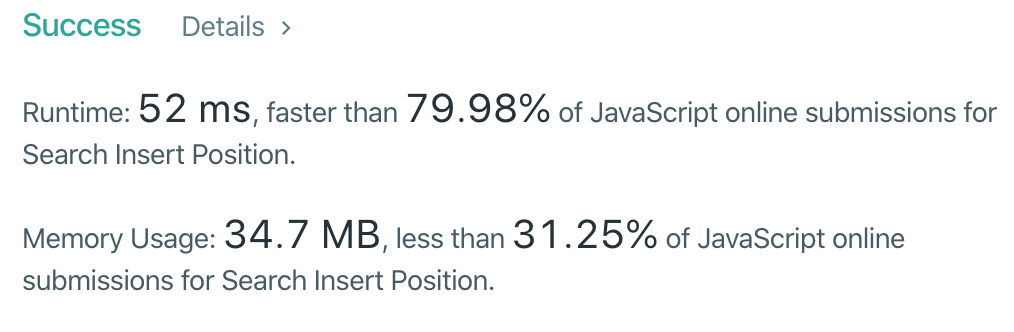 Success Details >
Runtime: 52 ms, faster than 79.98% of JavaScript online submissions for
Search Insert Position.
Memory Usage: 34.7 MB, less than 31.25% of JavaScript online
submissions for Search Insert Position.